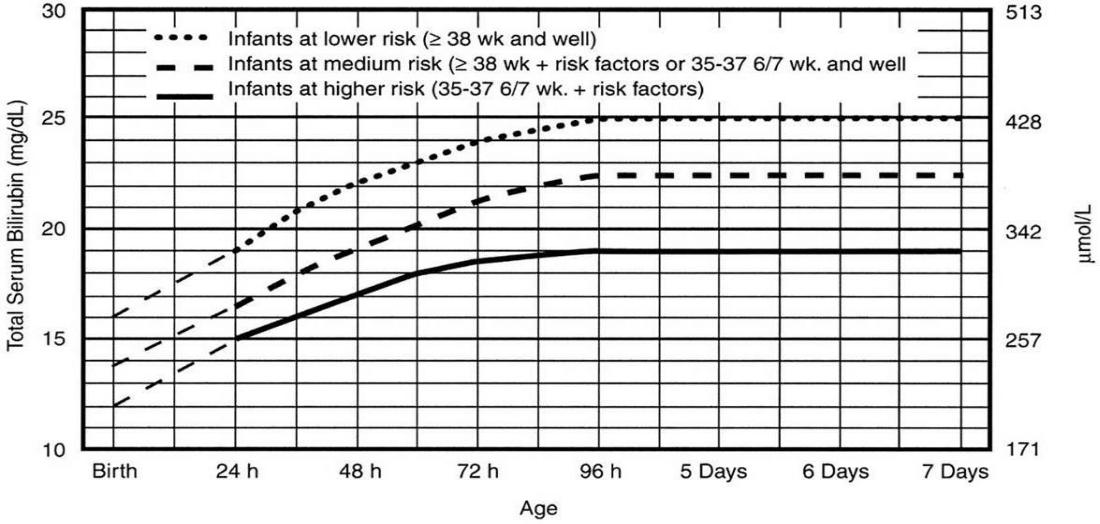 30
513
Infants at lower risk (≥ 38 wk and well)
Infants at medium risk (≥ 38 wk + risk factors or 35-37 6/7 wk. and well
Infants at higher risk (35-37 6/7 wk. + risk factors)
25
428
20
342
15
257
10
171
Total Serum Bilirubin (mg/dL)
µmol/L
Birth 24 h 48 h 72 h 96 h 5 Days 6 Days 7 Days
Age